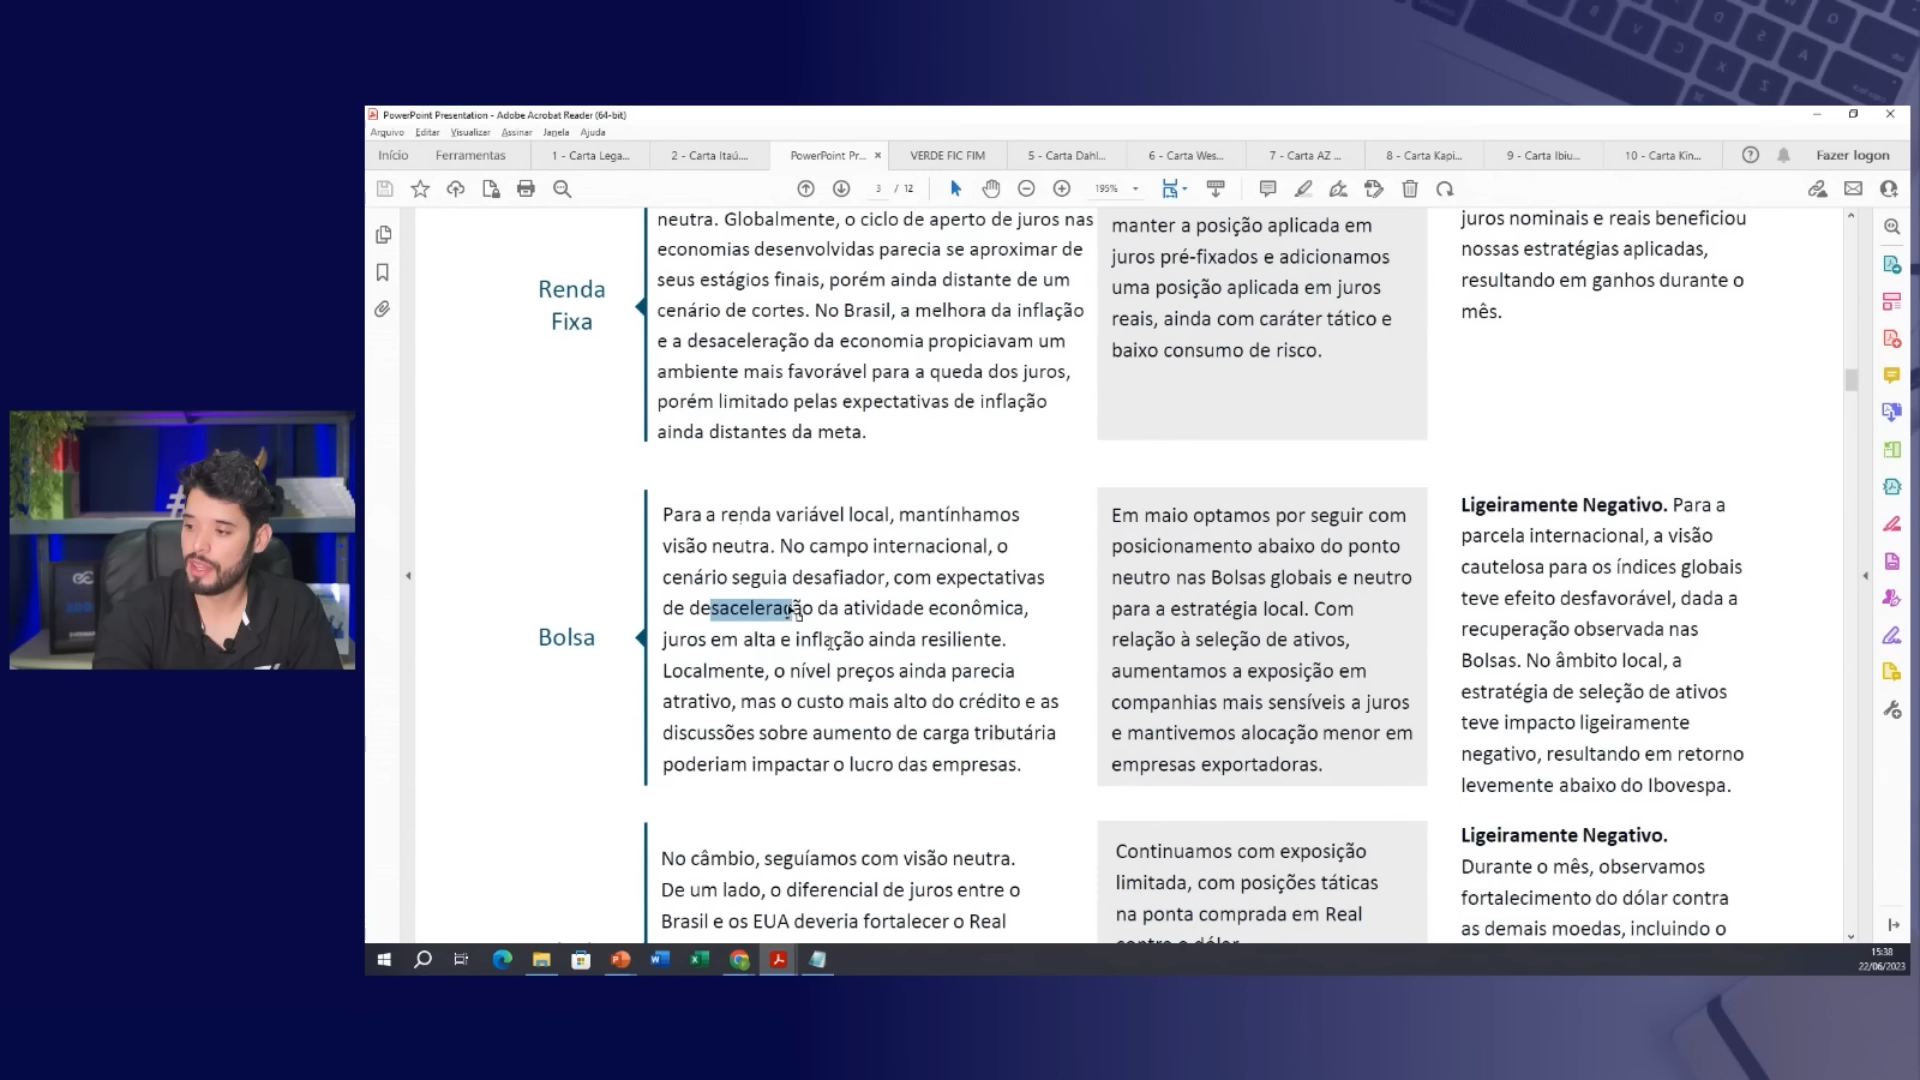 PowerPoint Presentation - Adobe Acrobat Reader (64-bit)
Arquivo Editar Visualizar Assinar Janela Ajuda
Início Ferramentas 1 - Carta Lega... 2 - Carta Itaú.... PowerPoint Pr... × VERDE FIC FIM 5 - Carta Dahl... 6 - Carta Wes... 7 - Carta AZ ... 8 - Carta Kapi... 9 - Carta Ibiu... 10 - Carta Kin... Fazer logon
3 / 12 195%
Renda
Fixa
neutra. Globalmente, o ciclo de aperto de juros nas
economias desenvolvidas parecia se aproximar de
seus estágios finais, porém ainda distante de um
cenário de cortes. No Brasil, a melhora da inflação
e a desaceleração da economia propiciavam um
ambiente mais favorável para a queda dos juros,
porém limitado pelas expectativas de inflação
ainda distantes da meta.
manter a posição aplicada em
juros pré-fixados e adicionamos
uma posição aplicada em juros
reais, ainda com caráter tático e
baixo consumo de risco.
juros nominais e reais beneficiou
nossas estratégias aplicadas,
resultando em ganhos durante o
mês.
Bolsa
Para a renda variável local, mantínhamos
visão neutra. No campo internacional, o
cenário seguia desafiador, com expectativas
de desaceleração da atividade econômica,
juros em alta e inflação ainda resiliente.
Localmente, o nível preços ainda parecia
atrativo, mas o custo mais alto do crédito e as
discussões sobre aumento de carga tributária
poderiam impactar o lucro das empresas.
Em maio optamos por seguir com
posicionamento abaixo do ponto
neutro nas Bolsas globais e neutro
para a estratégia local. Com
relação à seleção de ativos,
aumentamos a exposição em
companhias mais sensíveis a juros
e mantivemos alocação menor em
empresas exportadoras.
Ligeiramente Negativo. Para a
parcela internacional, a visão
cautelosa para os índices globais
teve efeito desfavorável, dada a
recuperação observada nas
Bolsas. No âmbito local, a
estratégia de seleção de ativos
teve impacto ligeiramente
negativo, resultando em retorno
levemente abaixo do Ibovespa.
No câmbio, seguíamos com visão neutra.
De um lado, o diferencial de juros entre o
Brasil e os EUA deveria fortalecer o Real
Continuamos com exposição
limitada, com posições táticas
na ponta comprada em Real
contra o dólar
Ligeiramente Negativo.
Durante o mês, observamos
fortalecimento do dólar contra
as demais moedas, incluindo o
15:38
22/06/2023